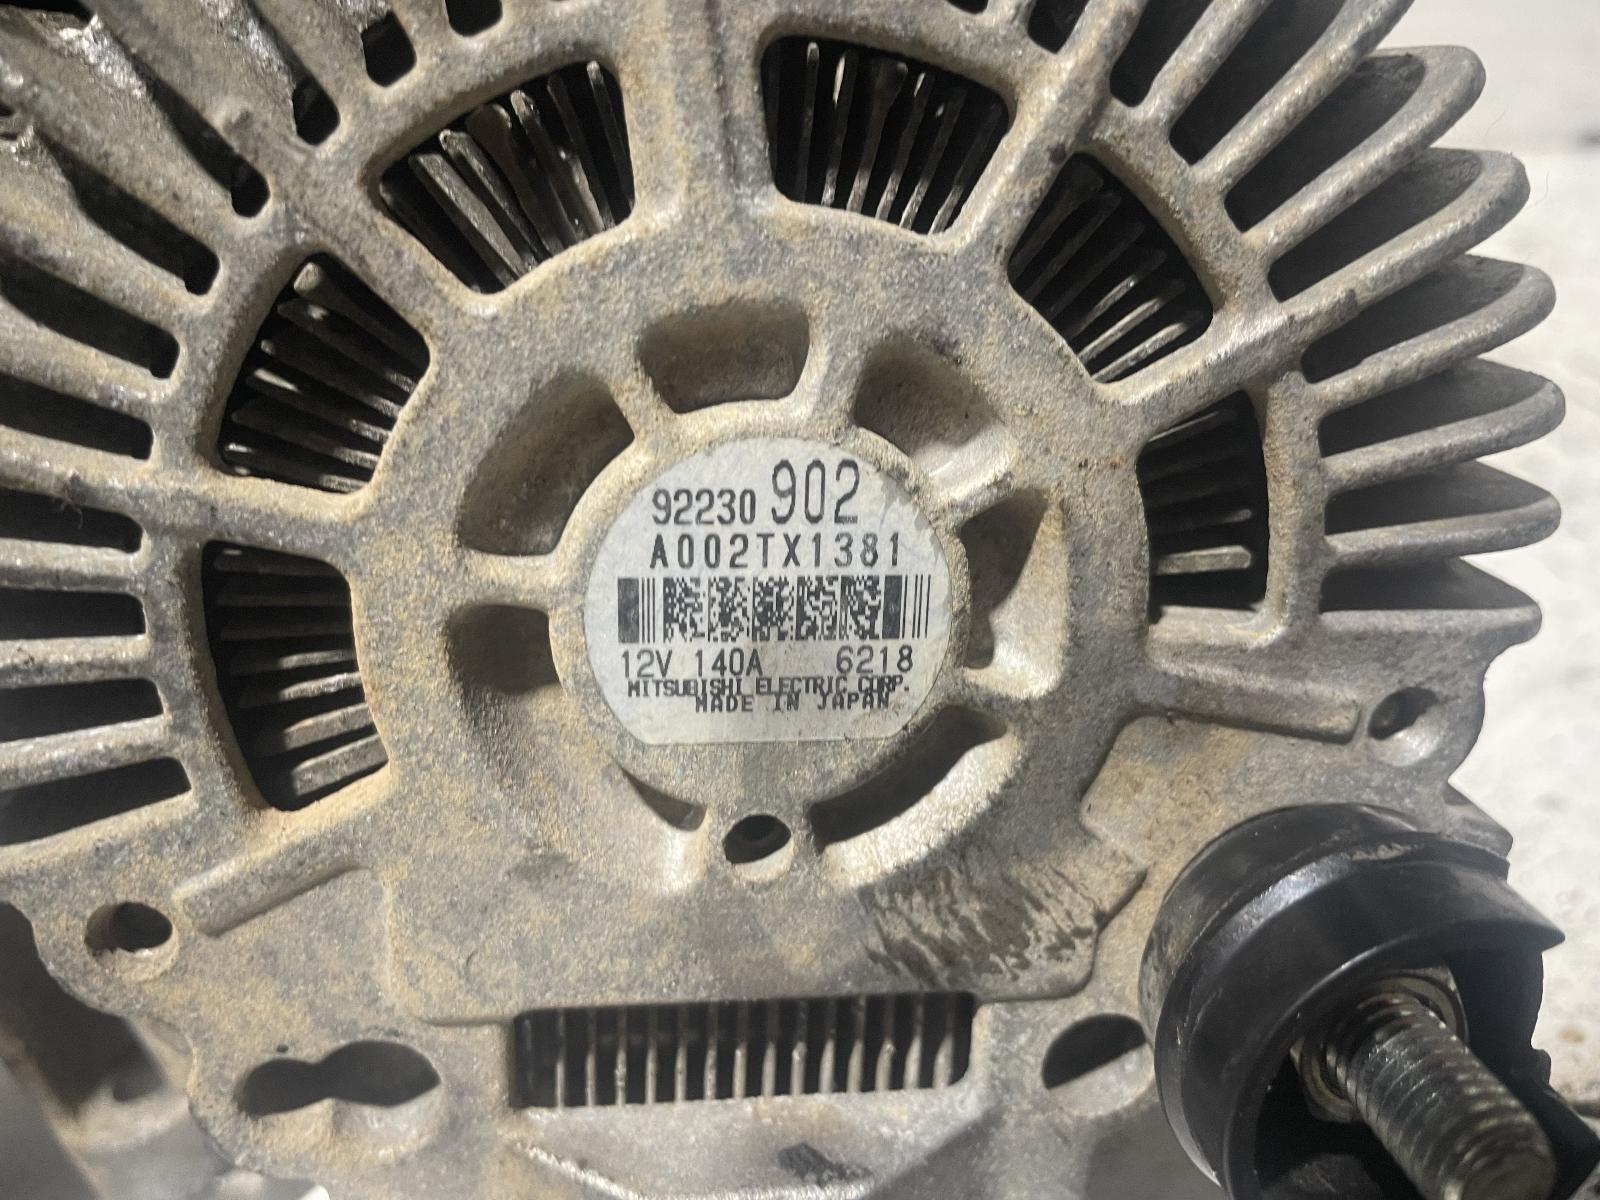 92230 902
A002TX1381
12V 140A 6218
MITSUBISHI ELECTRIC CORP.
MADE IN JAPAN